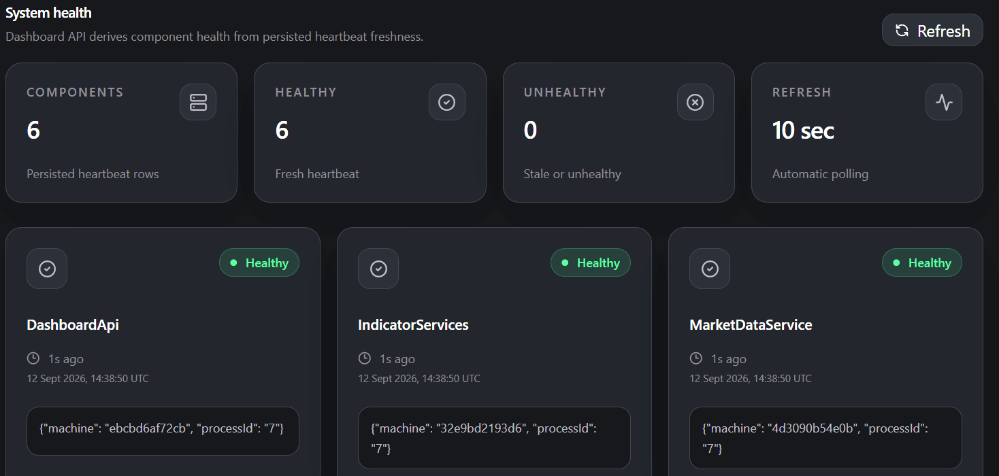 System health
Dashboard API derives component health from persisted heartbeat freshness.
Refresh
COMPONENTS
6
Persisted heartbeat rows
HEALTHY
6
Fresh heartbeat
UNHEALTHY
0
Stale or unhealthy
REFRESH
10 sec
Automatic polling
Healthy
DashboardApi
1s ago
12 Sept 2026, 14:38:50 UTC
{"machine": "ebcbd6af72cb", "processId": "7"}
Healthy
IndicatorServices
1s ago
12 Sept 2026, 14:38:50 UTC
{"machine": "32e9bd2193d6", "processId":
"7"}
Healthy
MarketDataService
1s ago
12 Sept 2026, 14:38:50 UTC
{"machine": "4d3090b54e0b", "processId":
"7"}